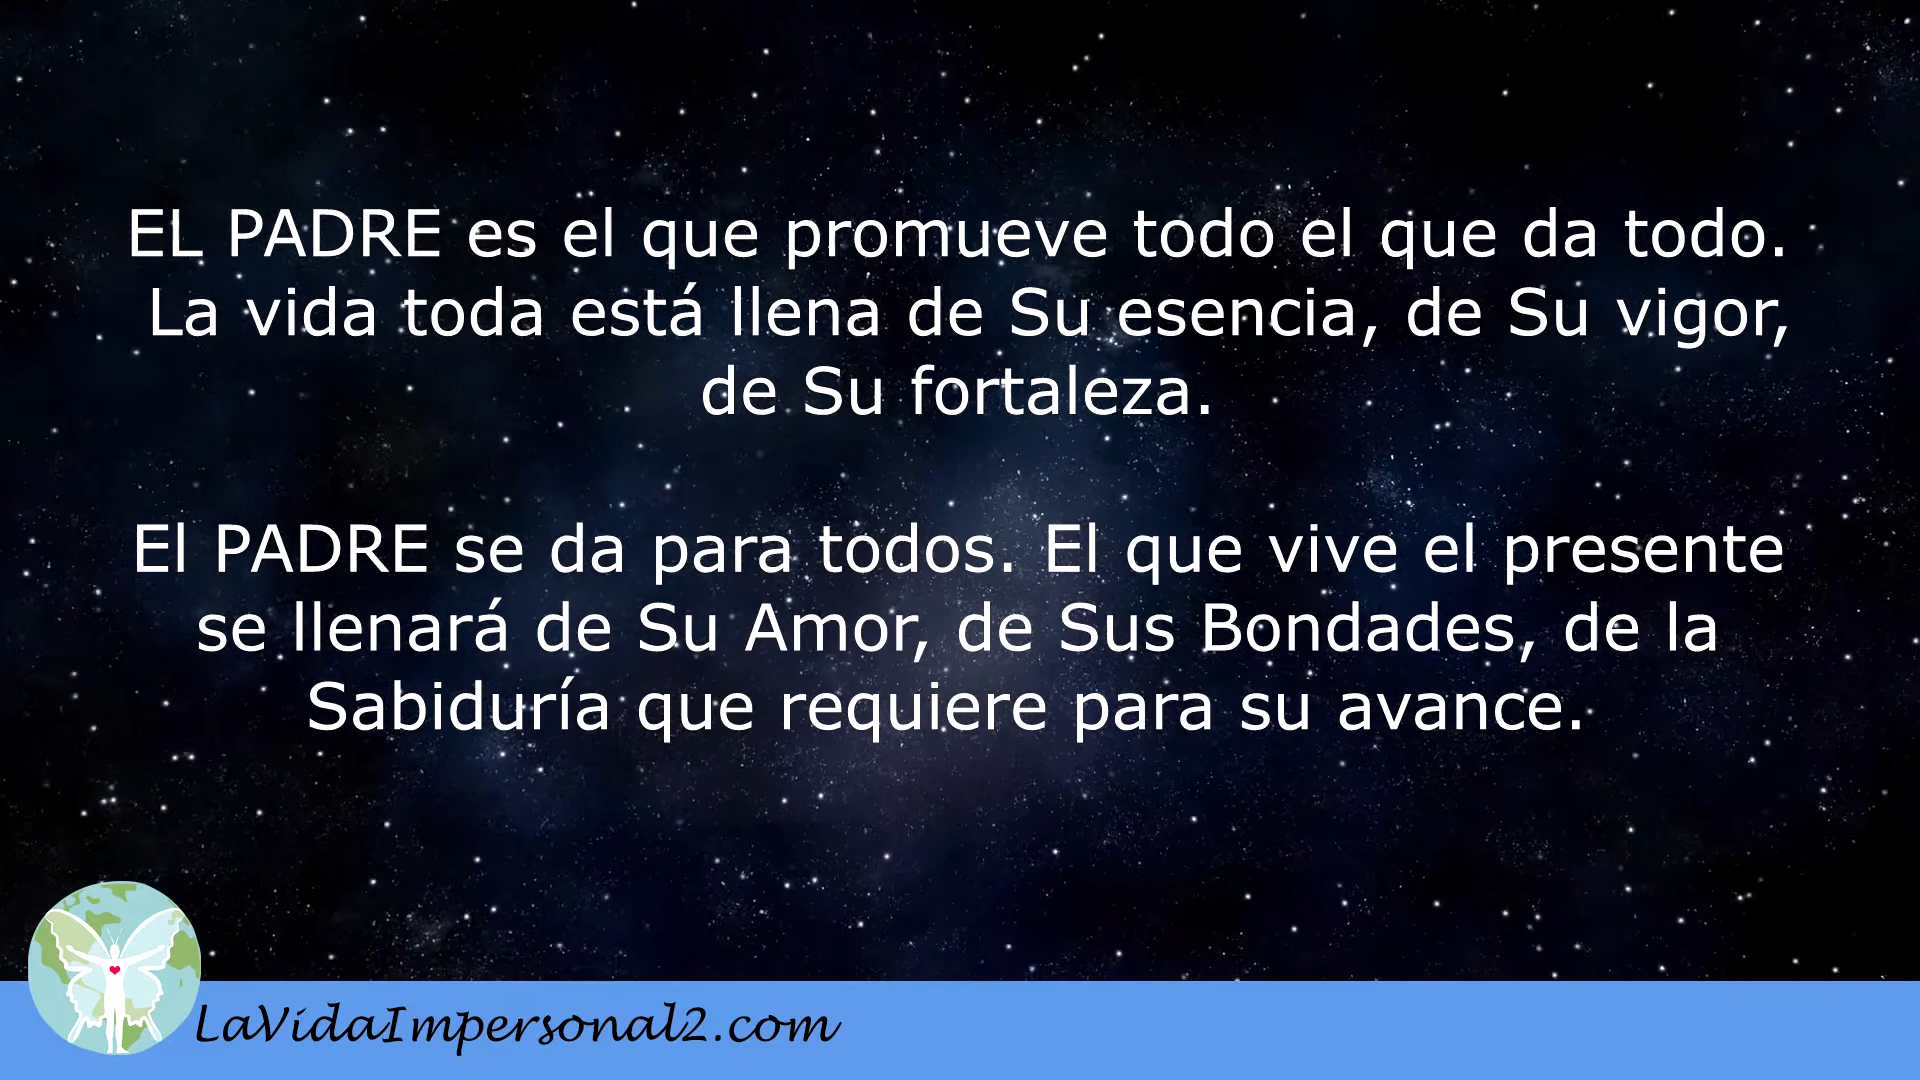 EL PADRE es el que promueve todo el que da todo.
La vida toda está llena de Su esencia, de Su vigor,
de Su fortaleza.
El PADRE se da para todos. El que vive el presente
se llenará de Su Amor, de Sus Bondades, de la
Sabiduría que requiere para su avance.
LaVidaImpersonal2.com